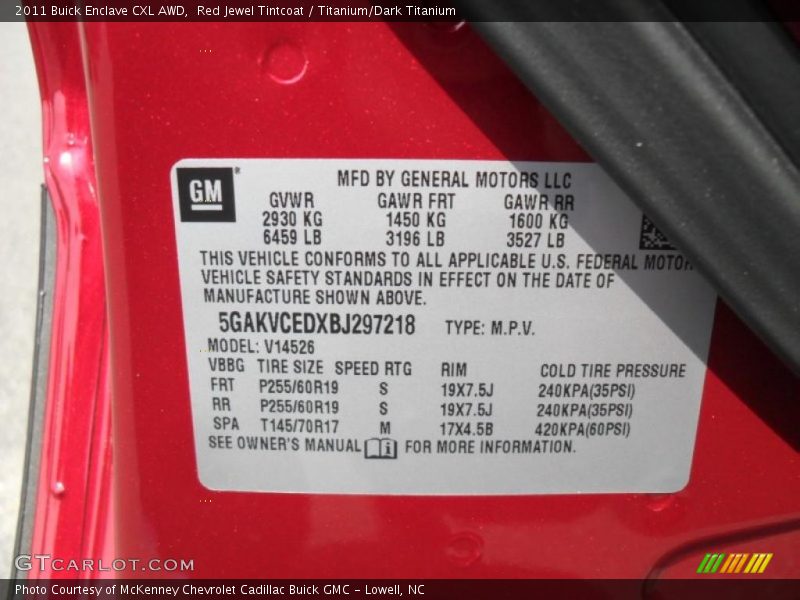 2011 Buick Enclave CXL AWD,  Red Jewel Tintcoat / Titanium/Dark Titanium
GM MFD BY GENERAL MOTORS LLC
GVWR GAWR FRT GAWR RR
2930 KG 1450 KG 1600 KG
6459 LB 3196 LB 3527 LB
THIS VEHICLE CONFORMS TO ALL APPLICABLE U.S. FEDERAL MOTOR
VEHICLE SAFETY STANDARDS IN EFFECT ON THE DATE OF
MANUFACTURE SHOWN ABOVE.
5GAKVCEDXBJ297218 TYPE: M.P.V.
MODEL: V14526
VBBG TIRE SIZE SPEED RTG RIM COLD TIRE PRESSURE
FRT P255/60R19 S 19X7.5J 240KPA(35PSI)
RR P255/60R19 S 19X7.5J 240KPA(35PSI)
SPA T145/70R17 M 17X4.5B 420KPA(60PSI)
SEE OWNER'S MANUAL FOR MORE INFORMATION.
GTCARCAFE.COM
Photo Courtesy of McKenney Chevrolet Cadillac Buick GMC - Lowell, NC